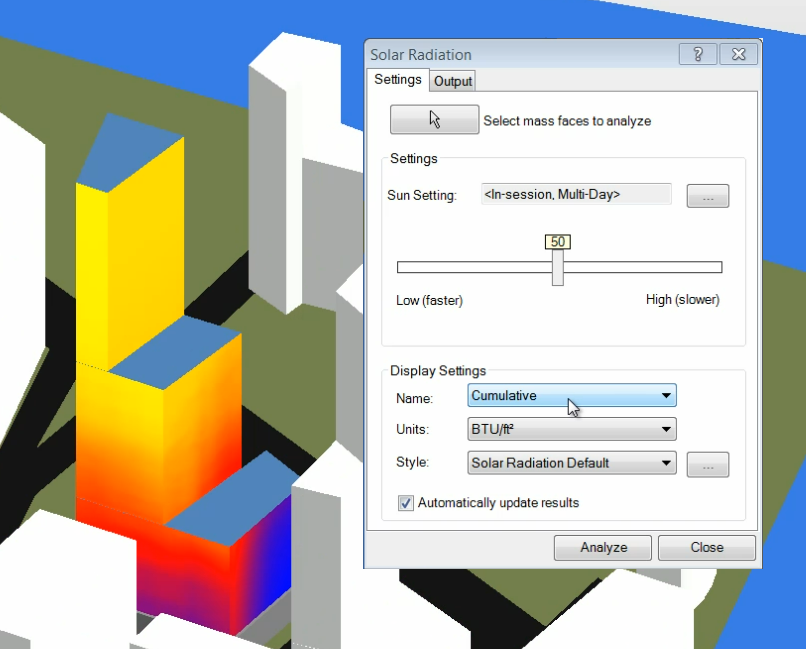 Solar Radiation
Settings
Output
Select mass faces to analyze
Settings
Sun Setting:
<In-session, Multi-Day>
...
50
Low (faster)
High (slower)
Display Settings
Name:
Cumulative
Units:
BTU/ft²
Style:
Solar Radiation Default
...
Automatically update results
Analyze
Close